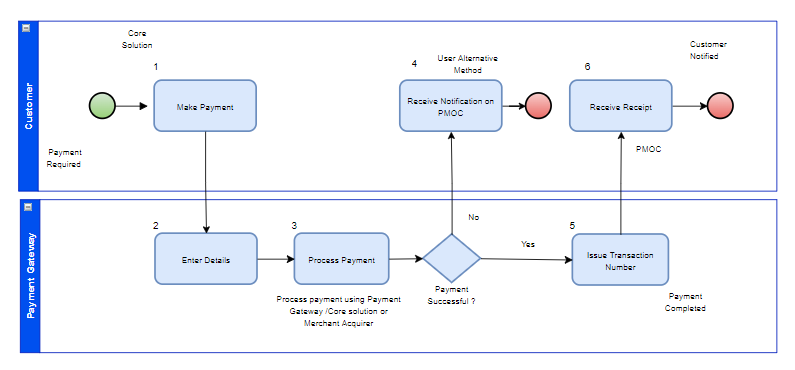 Customer
Core
Solution
1
Make Payment
Payment
Required
4
User Alternative
Method
Receive Notification on
PMOC
6
Customer
Notified
Receive Receipt
PMOC
Payment Gateway
2
Enter Details
3
Process Payment
Process payment using Payment
Gateway /Core solution or
Merchant Acquirer
No
Yes
Payment
Successful ?
5
Issue Transaction
Number
Payment
Completed